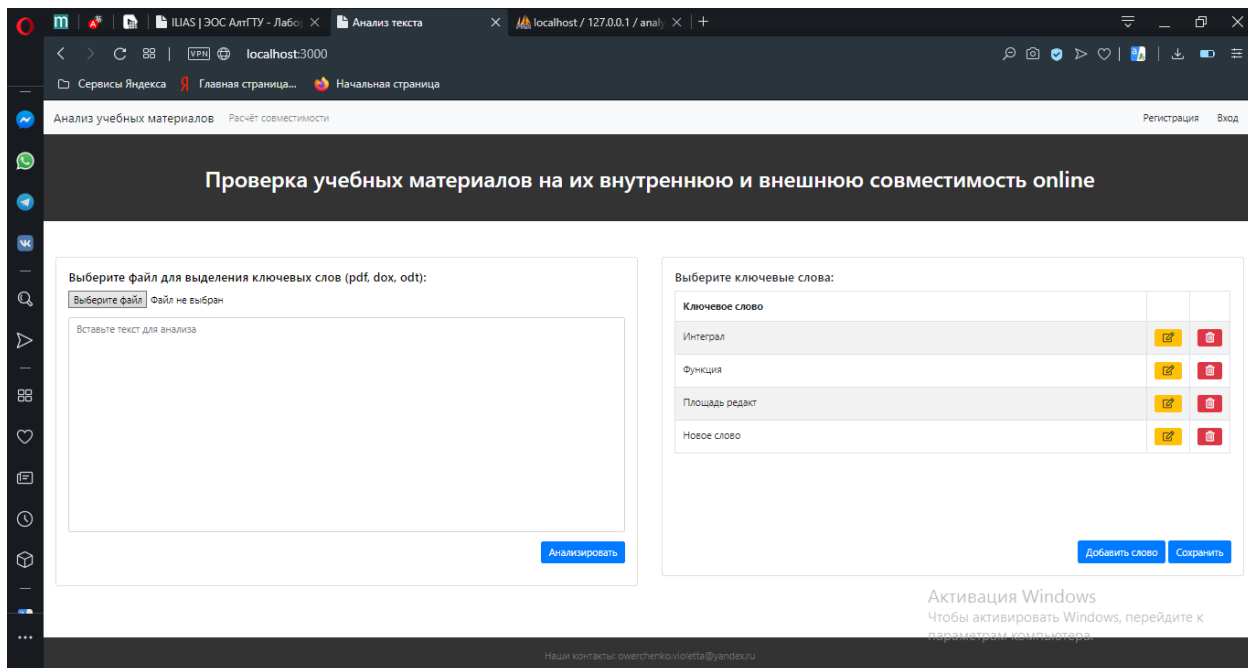 ILIAS | ЭОС АлтГТУ - Лабо
Анализ текста
localhost / 127.0.0.1 / analy
VPN
localhost:3000
Сервисы Яндекса
Главная страница...
Начальная страница
Анализ учебных материалов
Расчёт совместимости
Регистрация
Вход
Проверка учебных материалов на их внутреннюю и внешнюю совместимость online
Выберите файл для выделения ключевых слов (pdf, dox, odt):
Выберите файл
Файл не выбран
Вставьте текст для анализа
Анализировать
Выберите ключевые слова:
Ключевое слово
Интеграл
Функция
Площадь редакт
Новое слово
Добавить слово
Сохранить
Активация Windows
Чтобы активировать Windows, перейдите к
параметрам компьютера.
Наши контакты: owerchenko.violetta@yandex.ru